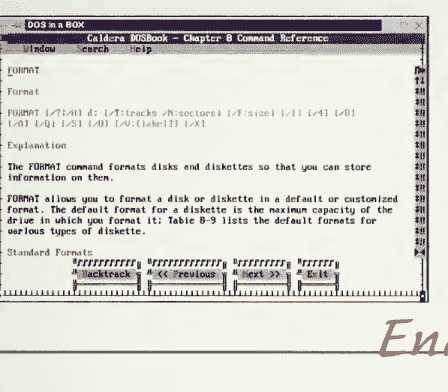 DOS in a BOX
Caldera DOSBook - Chapter 8 Command Reference
Window Search Help
FORMAT
Format
FORMAT [/?|/H] d: [/T:tracks /N:sectors] [/F:size] [/1] [/4] [/8]
[/A] [/Q] [/S] [/U] [/V:[label]] [/X]
Explanation
The FORMAT command formats disks and diskettes so that you can store
information on them.
FORMAT allows you to format a disk or diskette in a default or customized
format. The default format for a diskette is the maximum capacity of the
drive in which you format it; Table 8-9 lists the default formats for
various types of diskette.
Standard Formats
Backtrack << Previous Next >> Exit